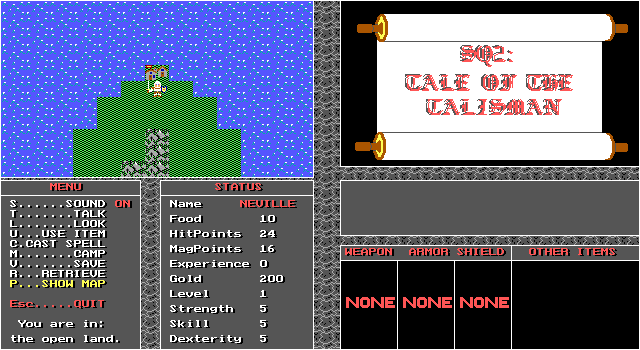 SQ2:
TALE OF THE
TALISMAN
MENU
S......SOUND ON
T.......TALK
L.......LOOK
U...USE ITEM
C.CAST SPELL
M.......CAMP
V.......SAVE
R...RETRIEVE
P...SHOW MAP
Esc.....QUIT
You are in:
the open land.
STATUS
Name NEVILLE
Food 10
HitPoints 24
MagPoints 16
Experience 0
Gold 200
Level 1
Strength 5
Skill 5
Dexterity 5
WEAPON ARMOR SHIELD OTHER ITEMS
NONE NONE NONE